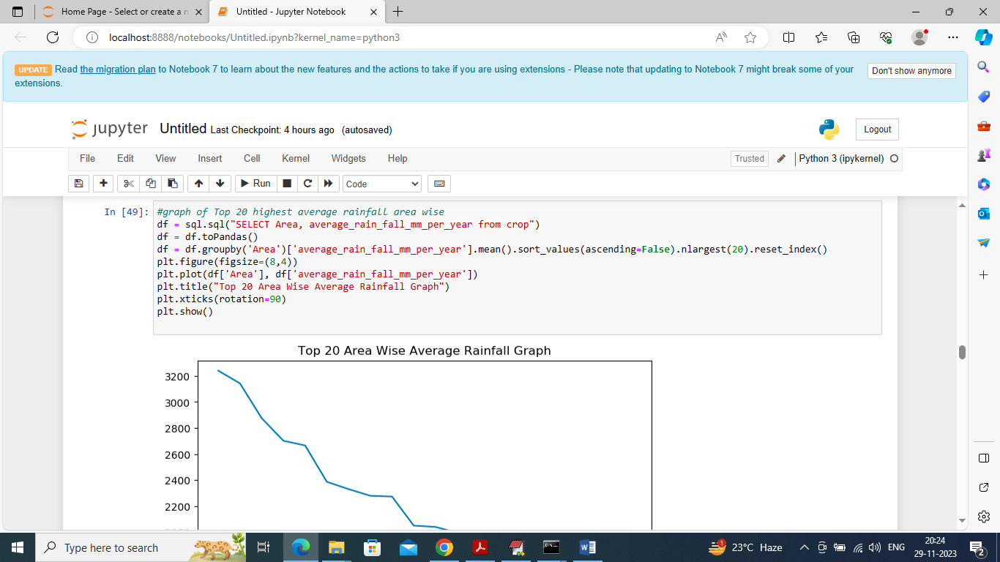 Home Page - Select or create a n
Untitled - Jupyter Notebook
localhost:8888/notebooks/Untitled.ipynb?kernel_name=python3
UPDATE Read the migration plan to Notebook 7 to learn about the new features and the actions to take if you are using extensions - Please note that updating to Notebook 7 might break some of your
extensions.
Don't show anymore
jupyter Untitled Last Checkpoint: 4 hours ago (autosaved)
Logout
File Edit View Insert Cell Kernel Widgets Help
Trusted
Python 3 (ipykernel)
Run
Code
In [49]: #graph of Top 20 highest average rainfall area wise
df = sql.sql("SELECT Area, average_rain_fall_mm_per_year from crop")
df = df.toPandas()
df = df.groupby('Area')['average_rain_fall_mm_per_year'].mean().sort_values(ascending=False).nlargest(20).reset_index()
plt.figure(figsize=(8,4))
plt.plot(df['Area'], df['average_rain_fall_mm_per_year'])
plt.title("Top 20 Area Wise Average Rainfall Graph")
plt.xticks(rotation=90)
plt.show()
Top 20 Area Wise Average Rainfall Graph
3200
3000
2800
2600
2400
2200
Type here to search
1
23°C Haze
ENG
20:24
29-11-2023
2